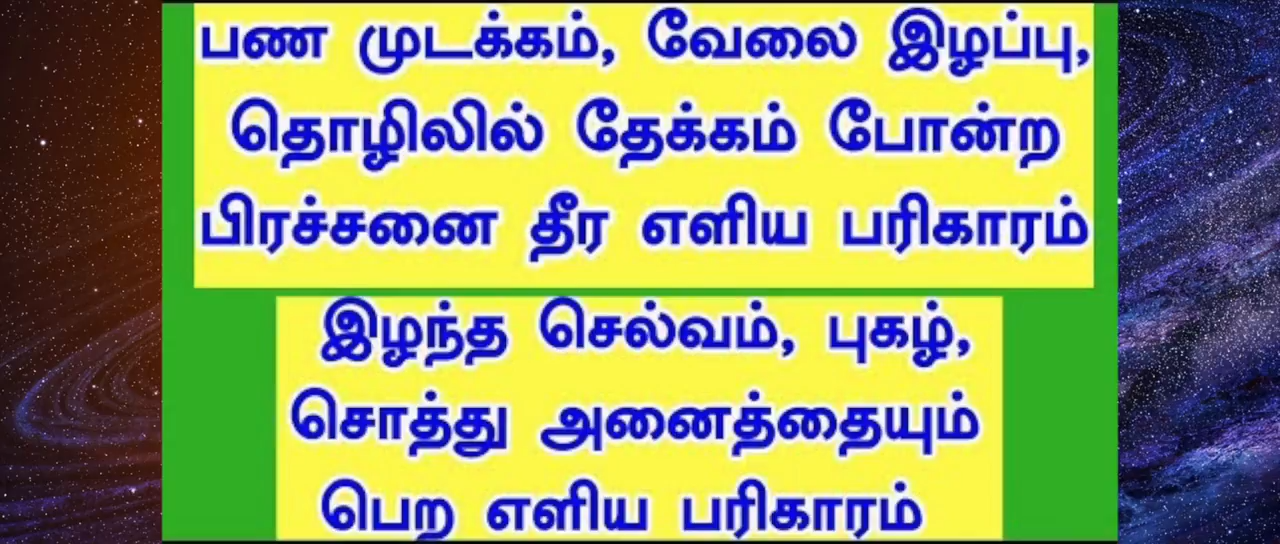 பண முடக்கம், வேலை இழப்பு,
தொழிலில் தேக்கம் போன்ற
பிரச்சனை தீர எளிய பரிகாரம்
இழந்த செல்வம், புகழ்,
சொத்து அனைத்தையும்
பெற எளிய பரிகாரம்